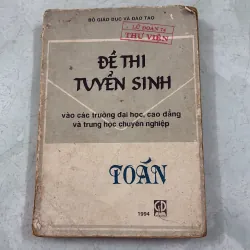 BỘ GIÁO DỤC VÀ ĐÀO TẠO
THƯ VIỆN
ĐỀ THI
TUYỂN SINH
vào các trường đại học, cao đẳng
và trung học chuyên nghiệp
TOÁN
1994